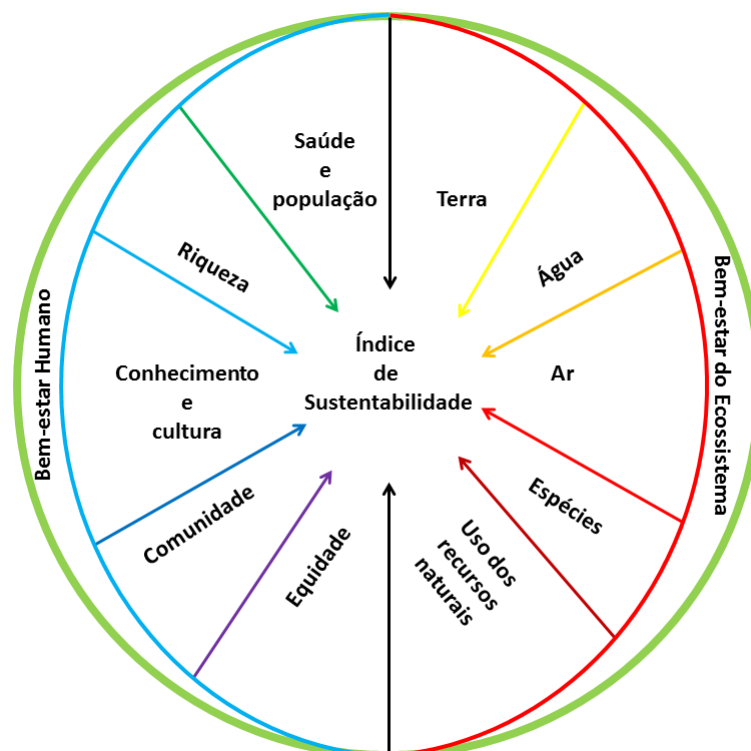 Saúde
e
população
Terra
Riqueza
Água
Bem-estar Humano
Bem-estar do Ecossistema
Índice
de
Sustentabilidade
Conhecimento
e
cultura
Ar
Comunidade
Espécies
Equidade
Uso dos
recursos
naturais